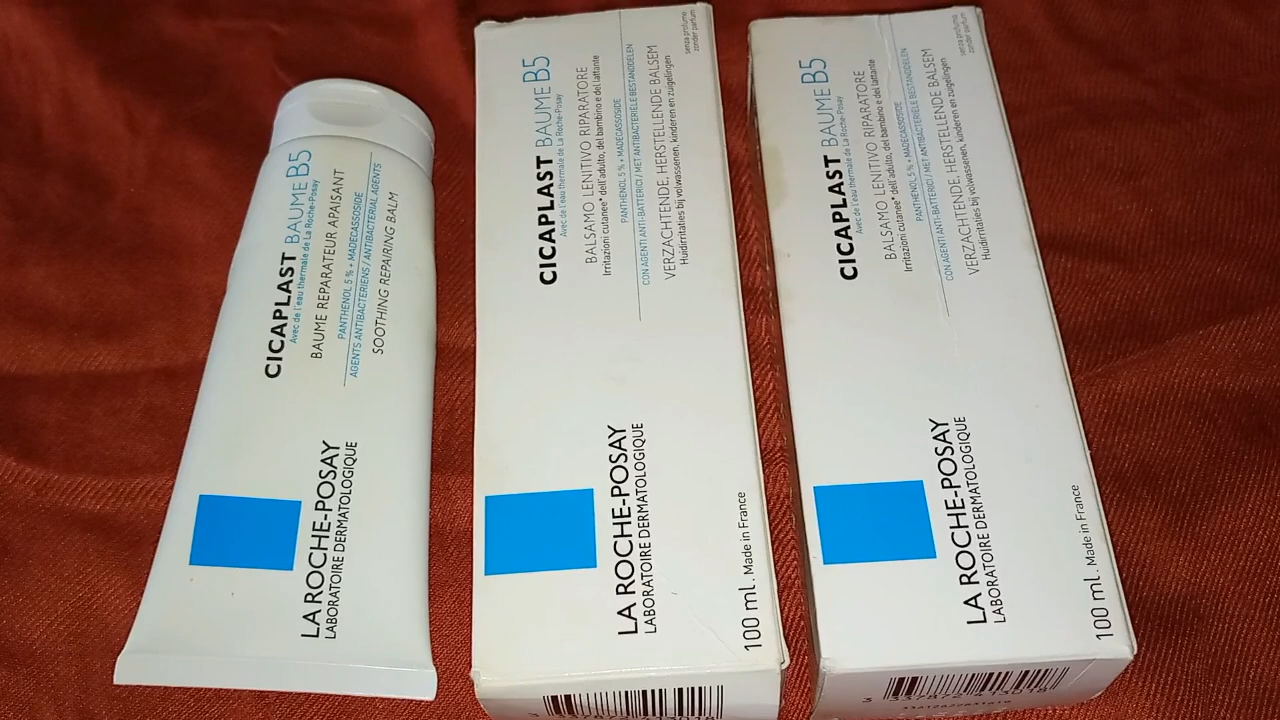 CICAPLAST BAUME B5
Avec de l'eau thermale de La Roche-Posay
BAUME REPARATEUR APAISANT
PANTHENOL 5 % + MADECASSOSIDE
AGENTS ANTIBACTERIENS / ANTIBACTERIAL AGENTS
SOOTHING REPAIRING BALM
LA ROCHE-POSAY
LABORATOIRE DERMATOLOGIQUE
CICAPLAST BAUME B5
Avec de l'eau thermale de La Roche-Posay
BALSAMO LENITIVO RIPARATORE
Irritazioni cutanee* dell'adulto, del bambino e del lattante
PANTHENOL 5 % + MADECASSOSIDE
CON AGENTI ANTI-BATTERICI / MET ANTIBACTERIËLE BESTANDDELEN
VERZACHTENDE, HERSTELLENDE BALSEM
Huidirritaties bij volwassenen, kinderen en zuigelingen
senza profumo
zonder parfum
LA ROCHE-POSAY
LABORATOIRE DERMATOLOGIQUE
100 ml. Made in France
CICAPLAST BAUME B5
Avec de l'eau thermale de La Roche-Posay
BALSAMO LENITIVO RIPARATORE
Irritazioni cutanee* dell'adulto, del bambino e del lattante
PANTHENOL 5 % + MADECASSOSIDE
CON AGENTI ANTI-BATTERICI / MET ANTIBACTERIËLE BESTANDDELEN
VERZACHTENDE, HERSTELLENDE BALSEM
Huidirritaties bij volwassenen, kinderen en zuigelingen
senza profumo
zonder parfum
LA ROCHE-POSAY
LABORATOIRE DERMATOLOGIQUE
100 ml. Made in France